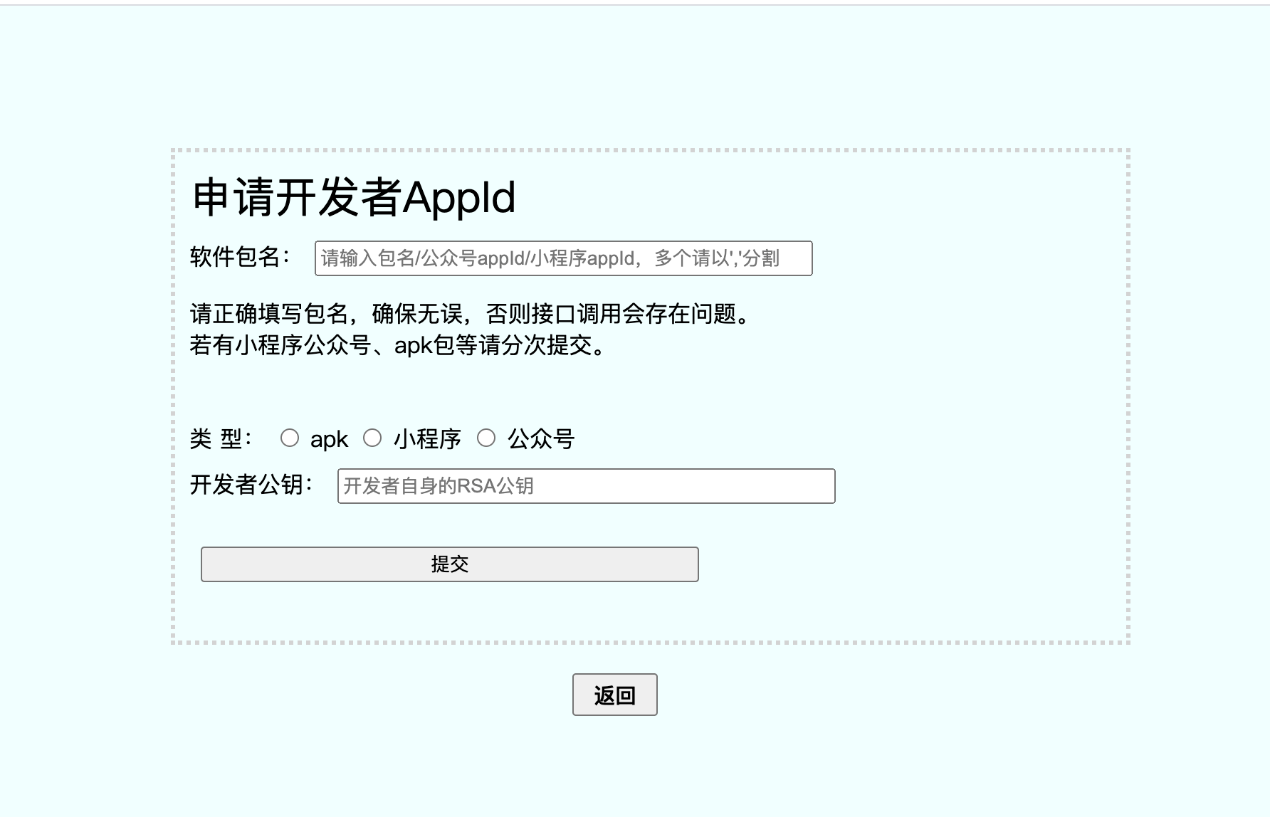 申请开发者AppId
软件包名： 请输入包名/公众号appId/小程序appId，多个请以','分割
请正确填写包名，确保无误，否则接口调用会存在问题。
若有小程序公众号、apk包等请分次提交。
类 型： apk 小程序 公众号
开发者公钥： 开发者自身的RSA公钥
提交
返回